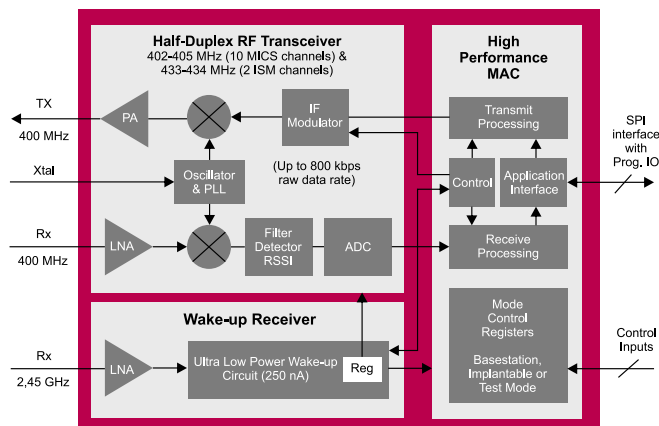 Half-Duplex RF Transceiver
402-405 MHz (10 MICS channels) &
433-434 MHz (2 ISM channels)
High
Performance
MAC
TX
400 MHz
PA
IF
Modulator
Transmit
Processing
SPI
interface
with
Prog. IO
Xtal
Oscillator
& PLL
(Up to 800 kbps
raw data rate)
Control
Application
Interface
Rx
400 MHz
LNA
Filter
Detector
RSSI
ADC
Receive
Processing
Wake-up Receiver
Mode
Control
Registers
Basestation,
Implantable or
Test Mode
Control
Inputs
Rx
2,45 GHz
LNA
Ultra Low Power Wake-up
Circuit (250 nA)
Reg